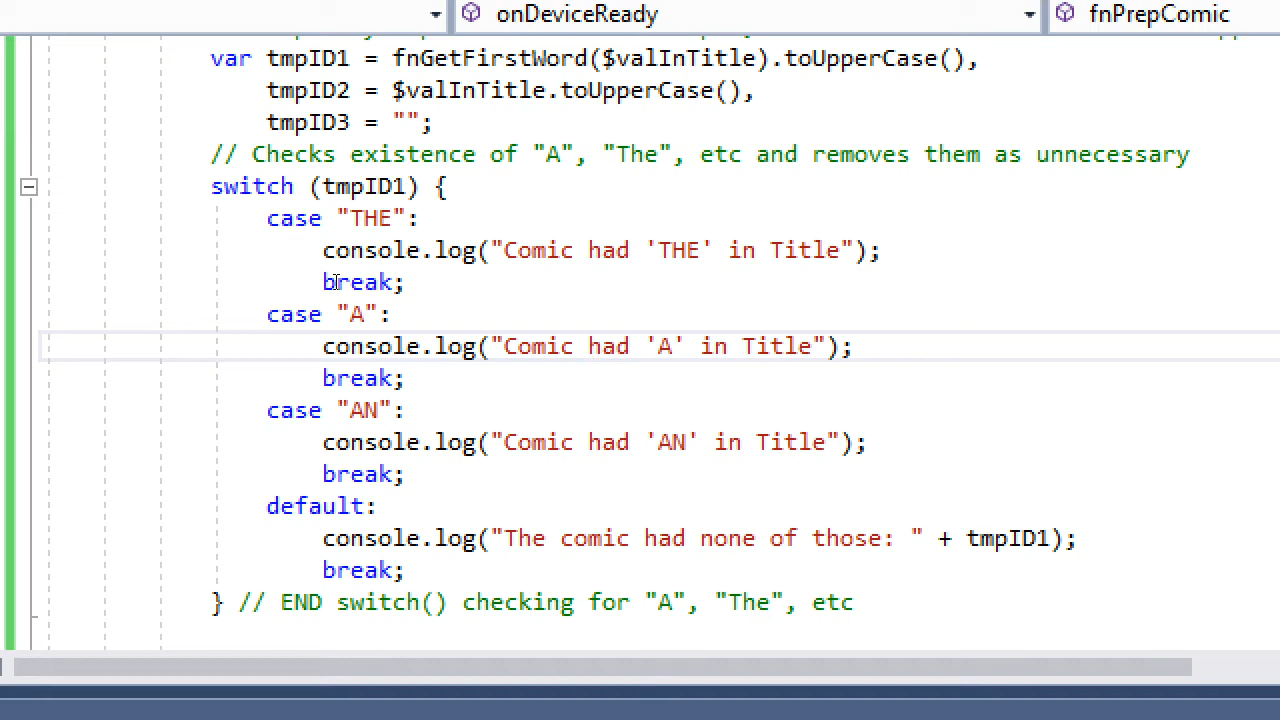 onDeviceReady fnPrepComic
var tmpID1 = fnGetFirstWord($valInTitle).toUpperCase(),
tmpID2 = $valInTitle.toUpperCase(),
tmpID3 = "";
// Checks existence of "A", "The", etc and removes them as unnecessary
switch (tmpID1) {
case "THE":
console.log("Comic had 'THE' in Title");
break;
case "A":
console.log("Comic had 'A' in Title");
break;
case "AN":
console.log("Comic had 'AN' in Title");
break;
default:
console.log("The comic had none of those: " + tmpID1);
break;
} // END switch() checking for "A", "The", etc